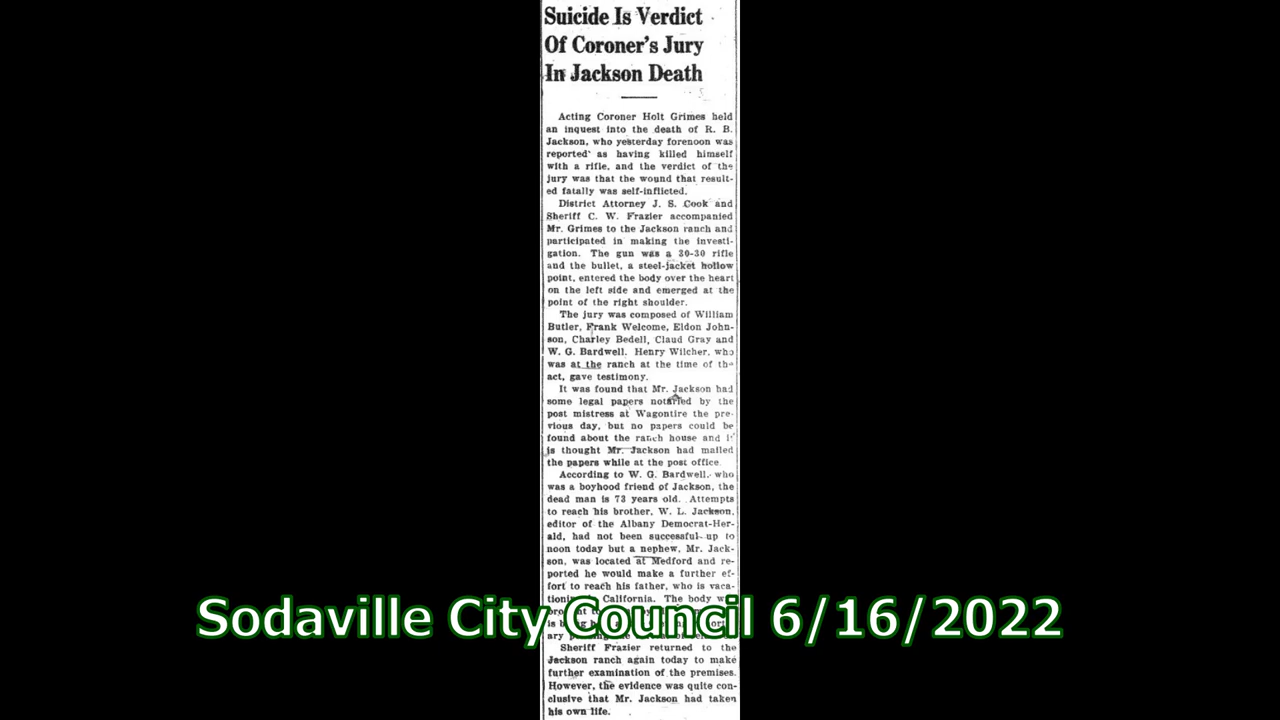 Suicide Is Verdict
Of Coroner's Jury
In Jackson Death
Acting Coroner Holt Grimes held
an inquest into the death of R. B.
Jackson, who yesterday forenoon was
reported as having killed himself
with a rifle, and the verdict of the
jury was that the wound that result-
ed fatally was self-inflicted.
District Attorney J. S. Cook and
Sheriff C. W. Frazier accompanied
Mr. Grimes to the Jackson ranch and
participated in making the investi-
gation. The gun was a 30-30 rifle
and the bullet, a steel-jacket hollow
point, entered the body over the heart
on the left side and emerged at the
point of the right shoulder.
The jury was composed of William
Butler, Frank Welcome, Eldon John-
son, Charley Bedell, Claud Gray and
W. G. Bardwell. Henry Wilcher, who
was at the ranch at the time of the
act, gave testimony.
It was found that Mr. Jackson had
some legal papers notaried by the
post mistress at Wagontire the pre-
vious day, but no papers could be
found about the ranch house and it
is thought Mr. Jackson had mailed
the papers while at the post office.
According to W. G. Bardwell, who
was a boyhood friend of Jackson, the
dead man is 73 years old. Attempts
to reach his brother, W. L. Jackson,
editor of the Albany Democrat-Her-
ald, had not been successful up to
noon today but a nephew, Mr. Jack-
son, was located at Medford and re-
ported he would make a further ef-
fort to reach his father, who is vaca-
California. The body
Sodaville City Council 6/16/2022
is
ary
Sheriff Frazier returned to the
Jackson ranch again today to make
further examination of the premises.
However, the evidence was quite con-
clusive that Mr. Jackson had taken
his own life.